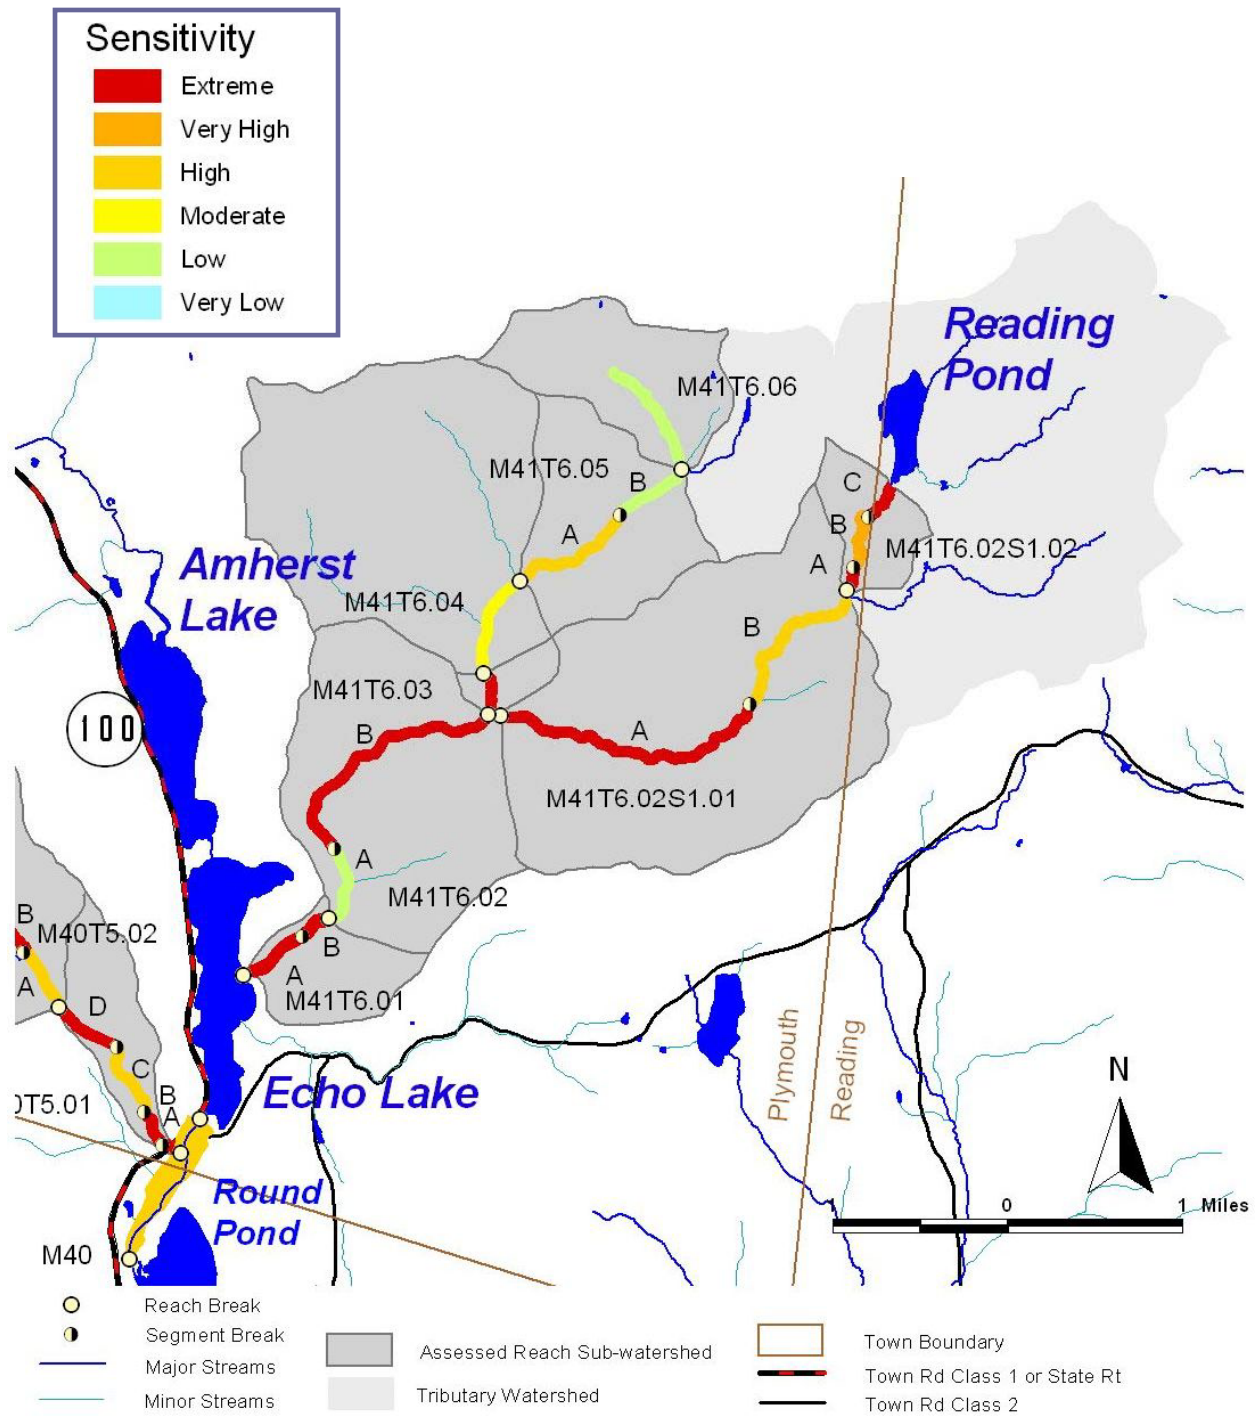 Sensitivity
Extreme
Very High
High
Moderate
Low
Very Low
Reading
Pond
M41T6.06
M41T6.05
B
A
C
B
A
M41T6.02S1.02
Amherst
Lake
M41T6.04
B
M41T6.03
100
B
A
M41T6.02S1.01
A
M41T6.02
B
A
M41T6.01
B
M40T5.02
A
D
C
B
A
0T5.01
Echo Lake
Plymouth
Reading
N
Round
Pond
0
1 Miles
M40
Reach Break
Segment Break
Major Streams
Minor Streams
Assessed Reach Sub-watershed
Tributary Watershed
Town Boundary
Town Rd Class 1 or State Rt
Town Rd Class 2